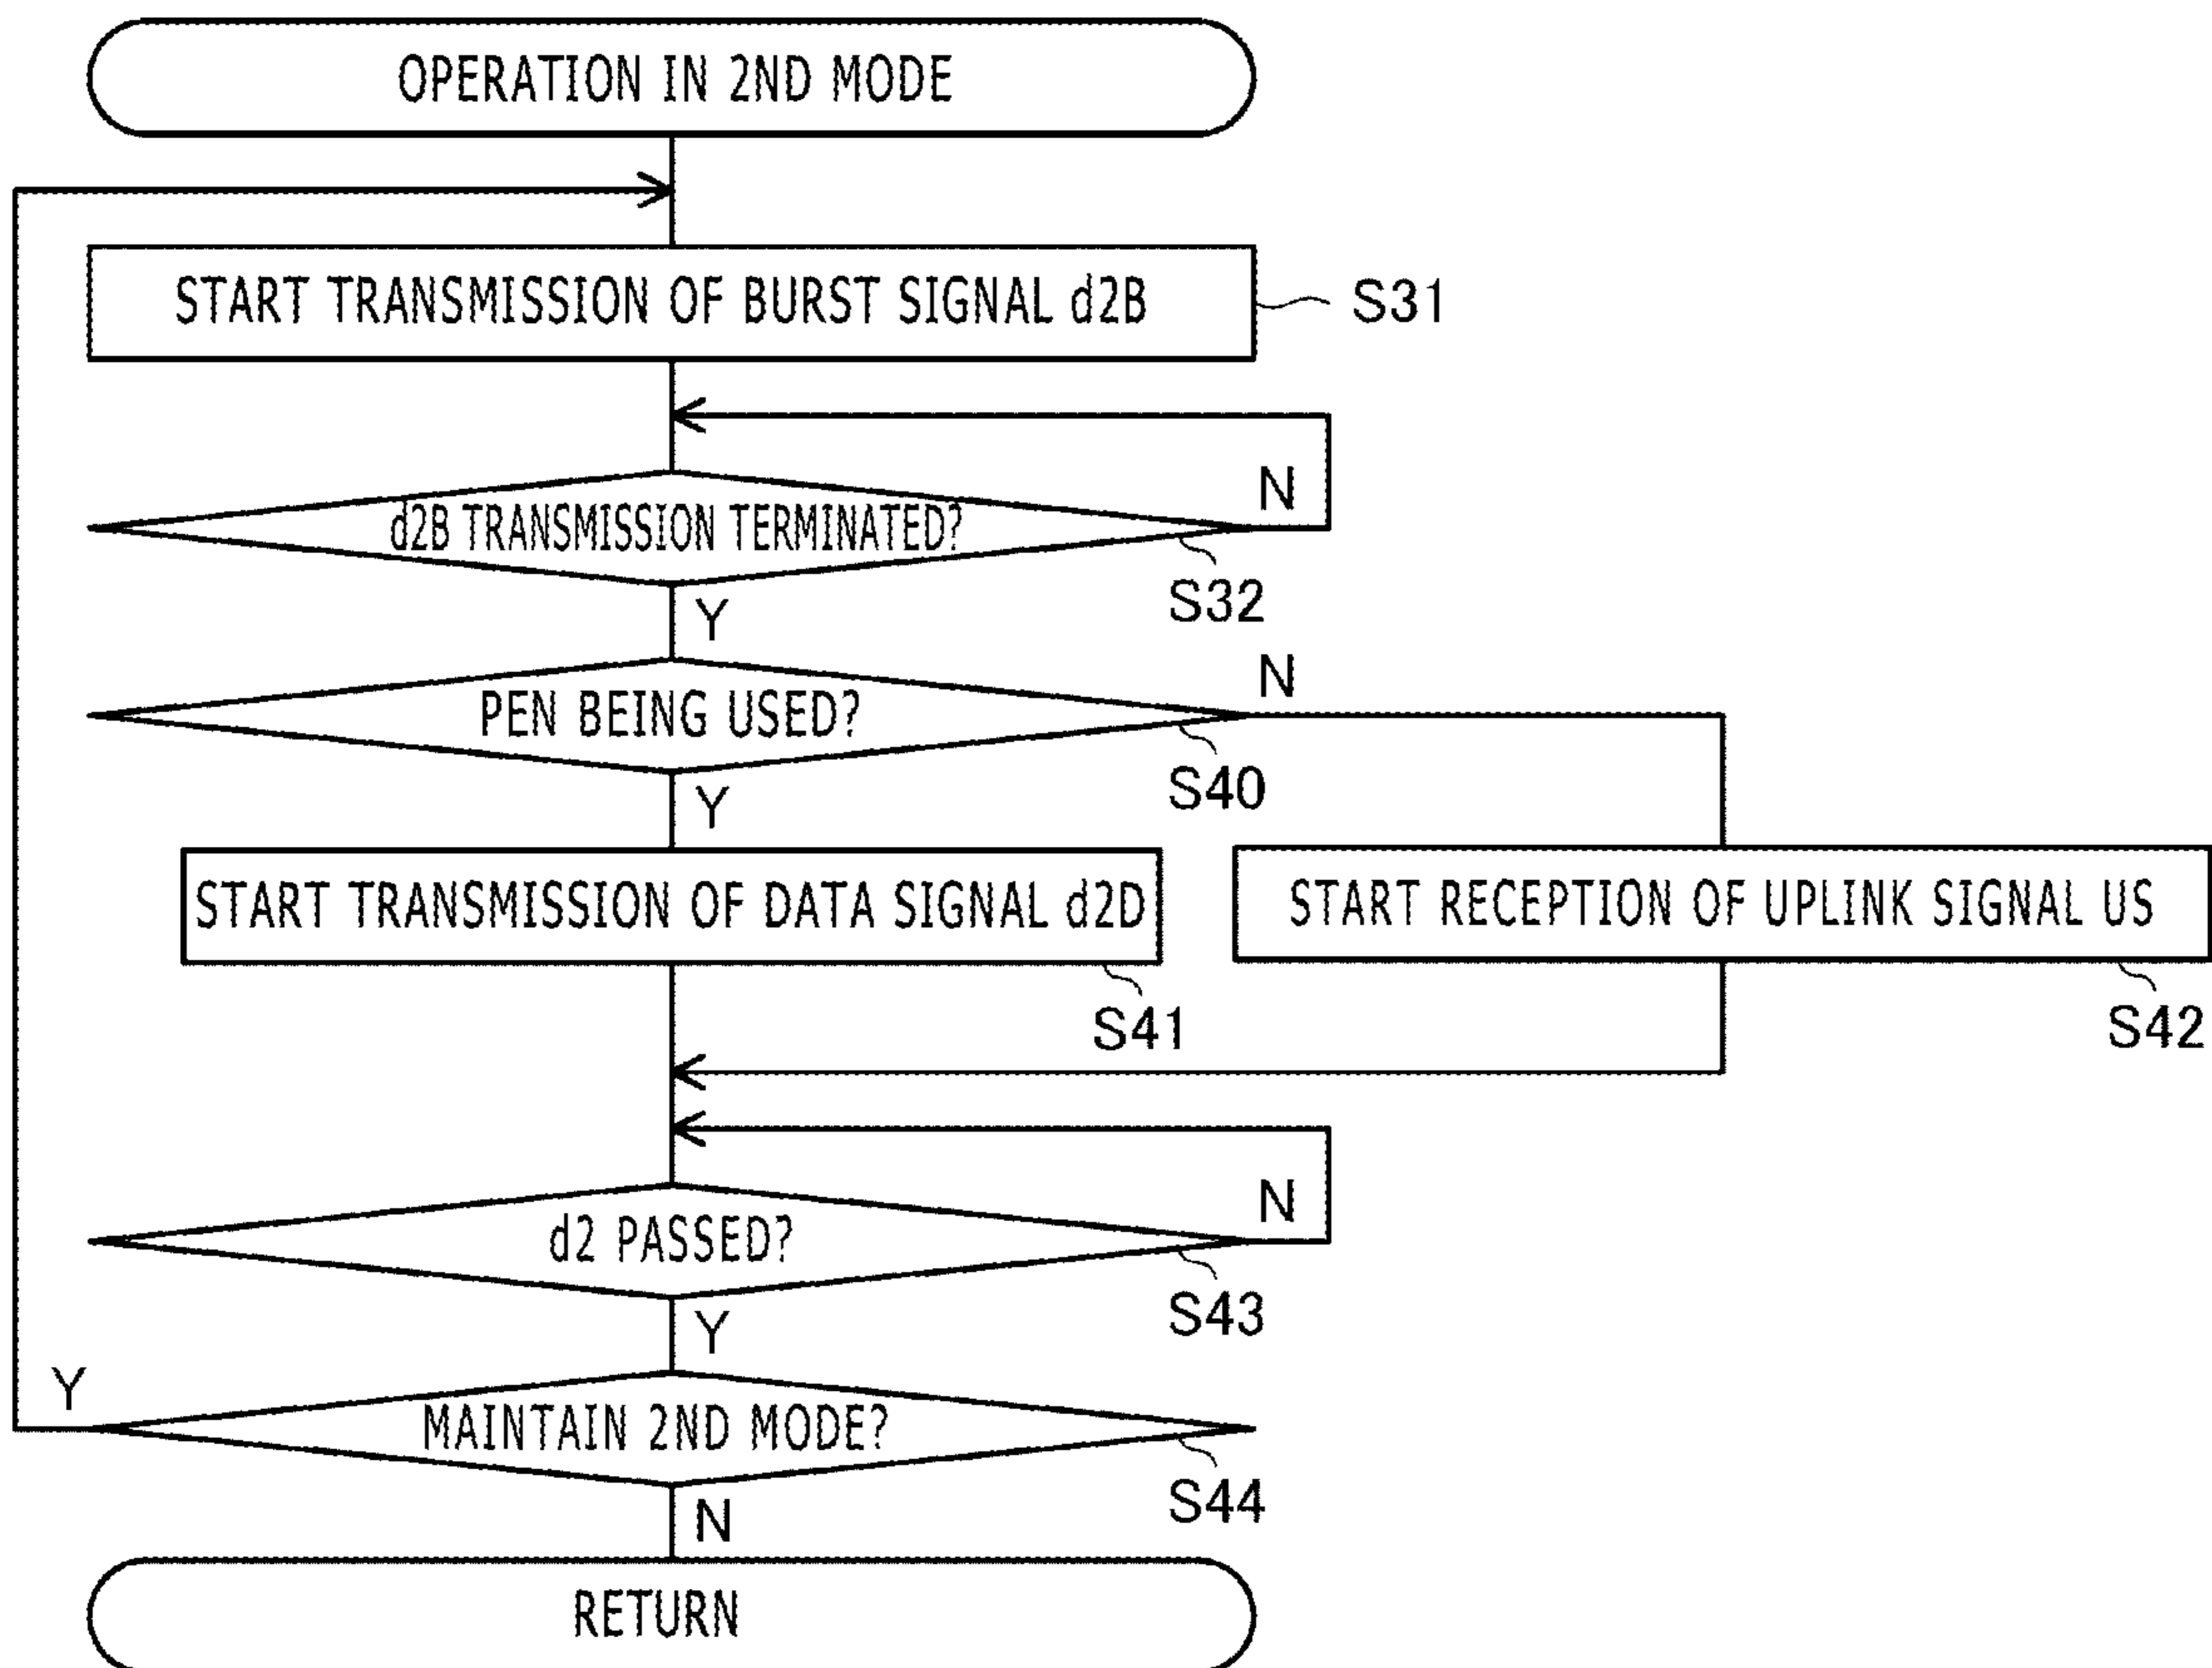 OPERATION IN 2ND MODE
START TRANSMISSION OF BURST SIGNAL d2B
S31
N
d2B TRANSMISSION TERMINATED?
S32
Y
N
PEN BEING USED?
S40
Y
START TRANSMISSION OF DATA SIGNAL d2D
START RECEPTION OF UPLINK SIGNAL US
S41
S42
N
d2 PASSED?
S43
Y
Y
MAINTAIN 2ND MODE?
S44
N
RETURN